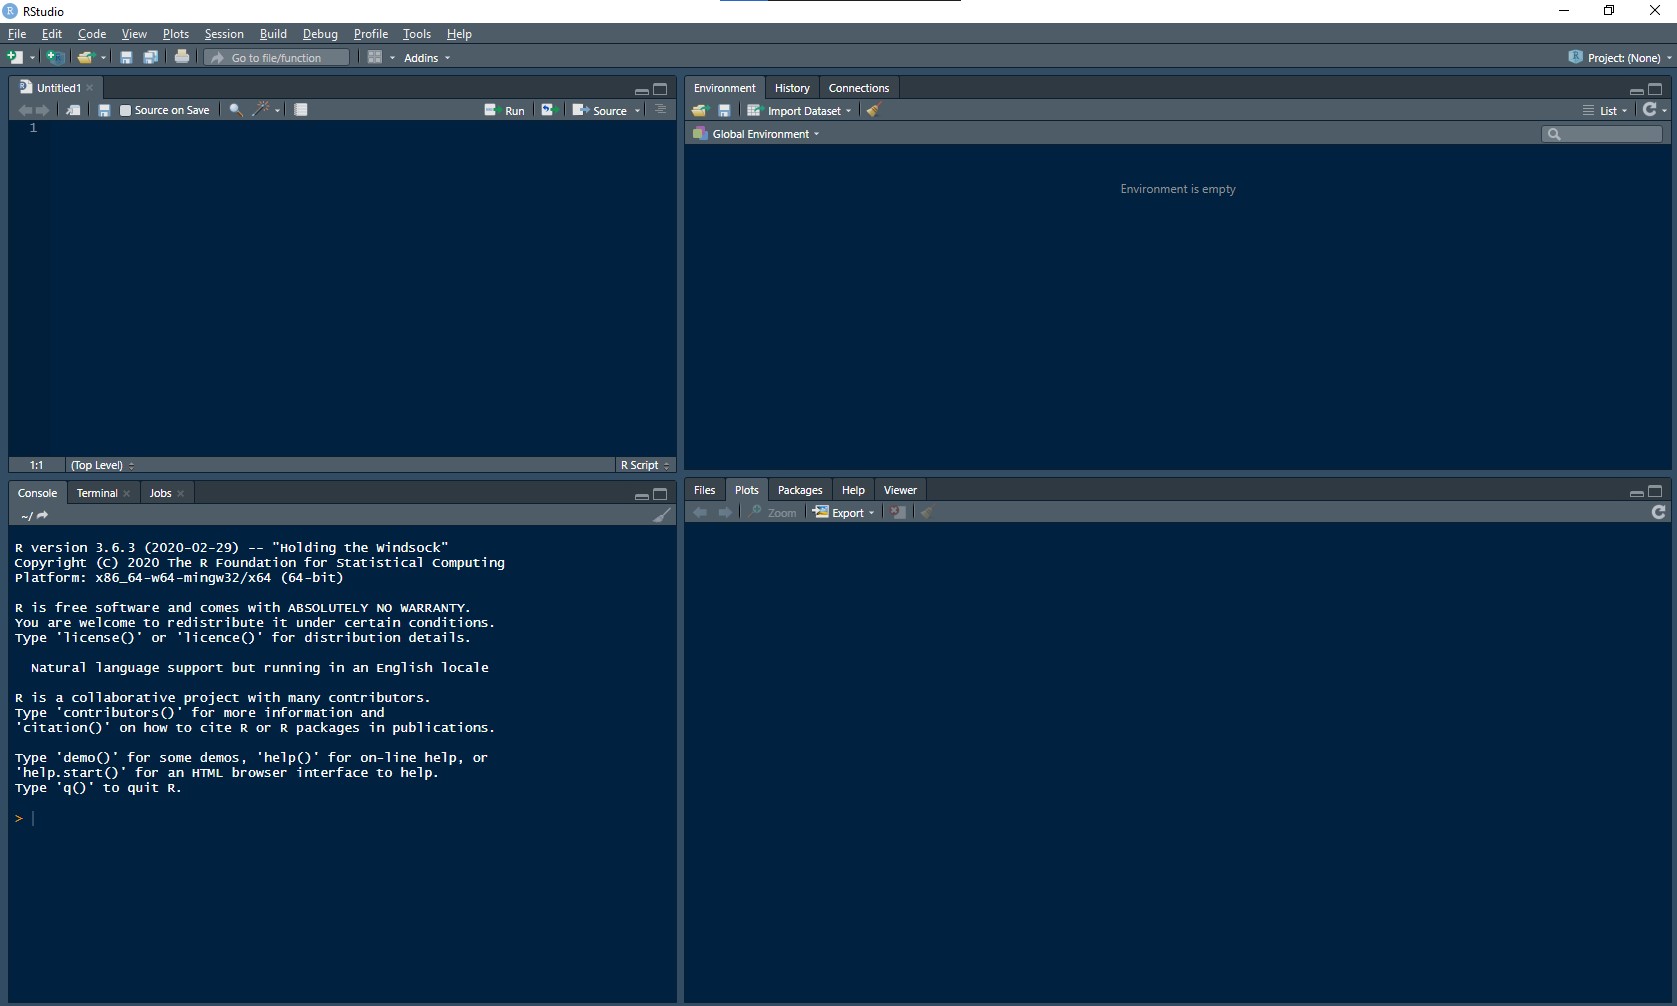 RStudio
File Edit Code View Plots Session Build Debug Profile Tools Help
Go to file/function Addins Project: (None)
Untitled1
Source on Save Run Source
1
1:1 (Top Level) R Script
Console Terminal Jobs
~/
R version 3.6.3 (2020-02-29) -- "Holding the Windsock"
Copyright (C) 2020 The R Foundation for Statistical Computing
Platform: x86_64-w64-mingw32/x64 (64-bit)
R is free software and comes with ABSOLUTELY NO WARRANTY.
You are welcome to redistribute it under certain conditions.
Type 'license()' or 'licence()' for distribution details.
Natural language support but running in an English locale
R is a collaborative project with many contributors.
Type 'contributors()' for more information and
'citation()' on how to cite R or R packages in publications.
Type 'demo()' for some demos, 'help()' for on-line help, or
'help.start()' for an HTML browser interface to help.
Type 'q()' to quit R.
>
Environment History Connections
Import Dataset List
Global Environment
Environment is empty
Files Plots Packages Help Viewer
Zoom Export